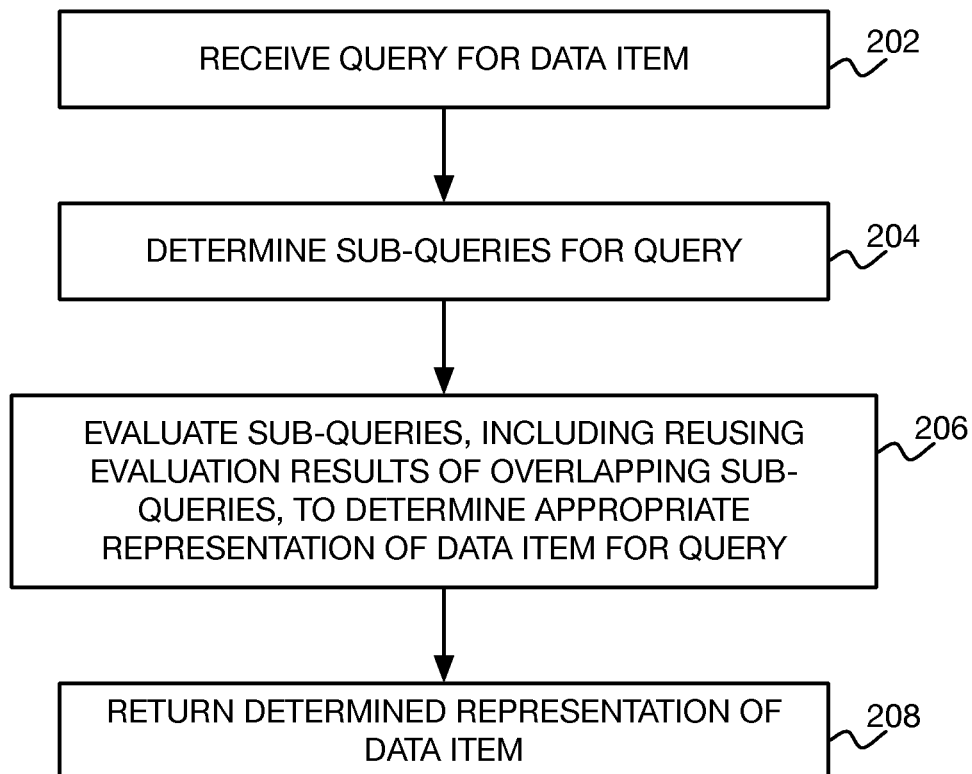 RECEIVE QUERY FOR DATA ITEM
202
DETERMINE SUB-QUERIES FOR QUERY
204
EVALUATE SUB-QUERIES, INCLUDING REUSING
EVALUATION RESULTS OF OVERLAPPING SUB-
QUERIES, TO DETERMINE APPROPRIATE
REPRESENTATION OF DATA ITEM FOR QUERY
206
RETURN DETERMINED REPRESENTATION OF
DATA ITEM
208